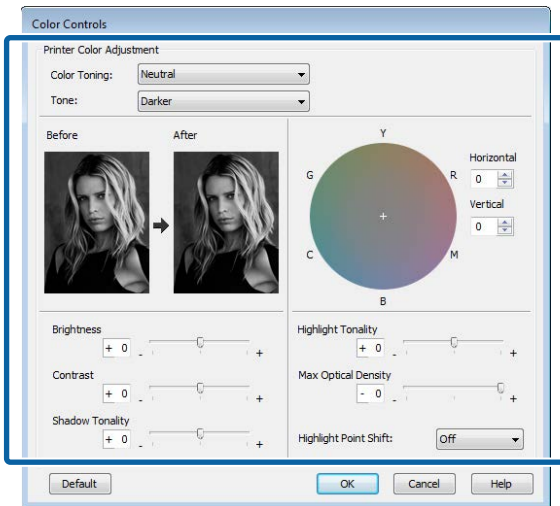 Color Controls
Printer Color Adjustment
Color Toning: Neutral
Tone: Darker
Before After
Y
G R
C M
B
Horizontal
0
Vertical
0
Brightness
+ 0 - +
Contrast
+ 0 - +
Shadow Tonality
+ 0 - +
Highlight Tonality
+ 0 - +
Max Optical Density
- 0 - +
Highlight Point Shift: Off
Default OK Cancel Help